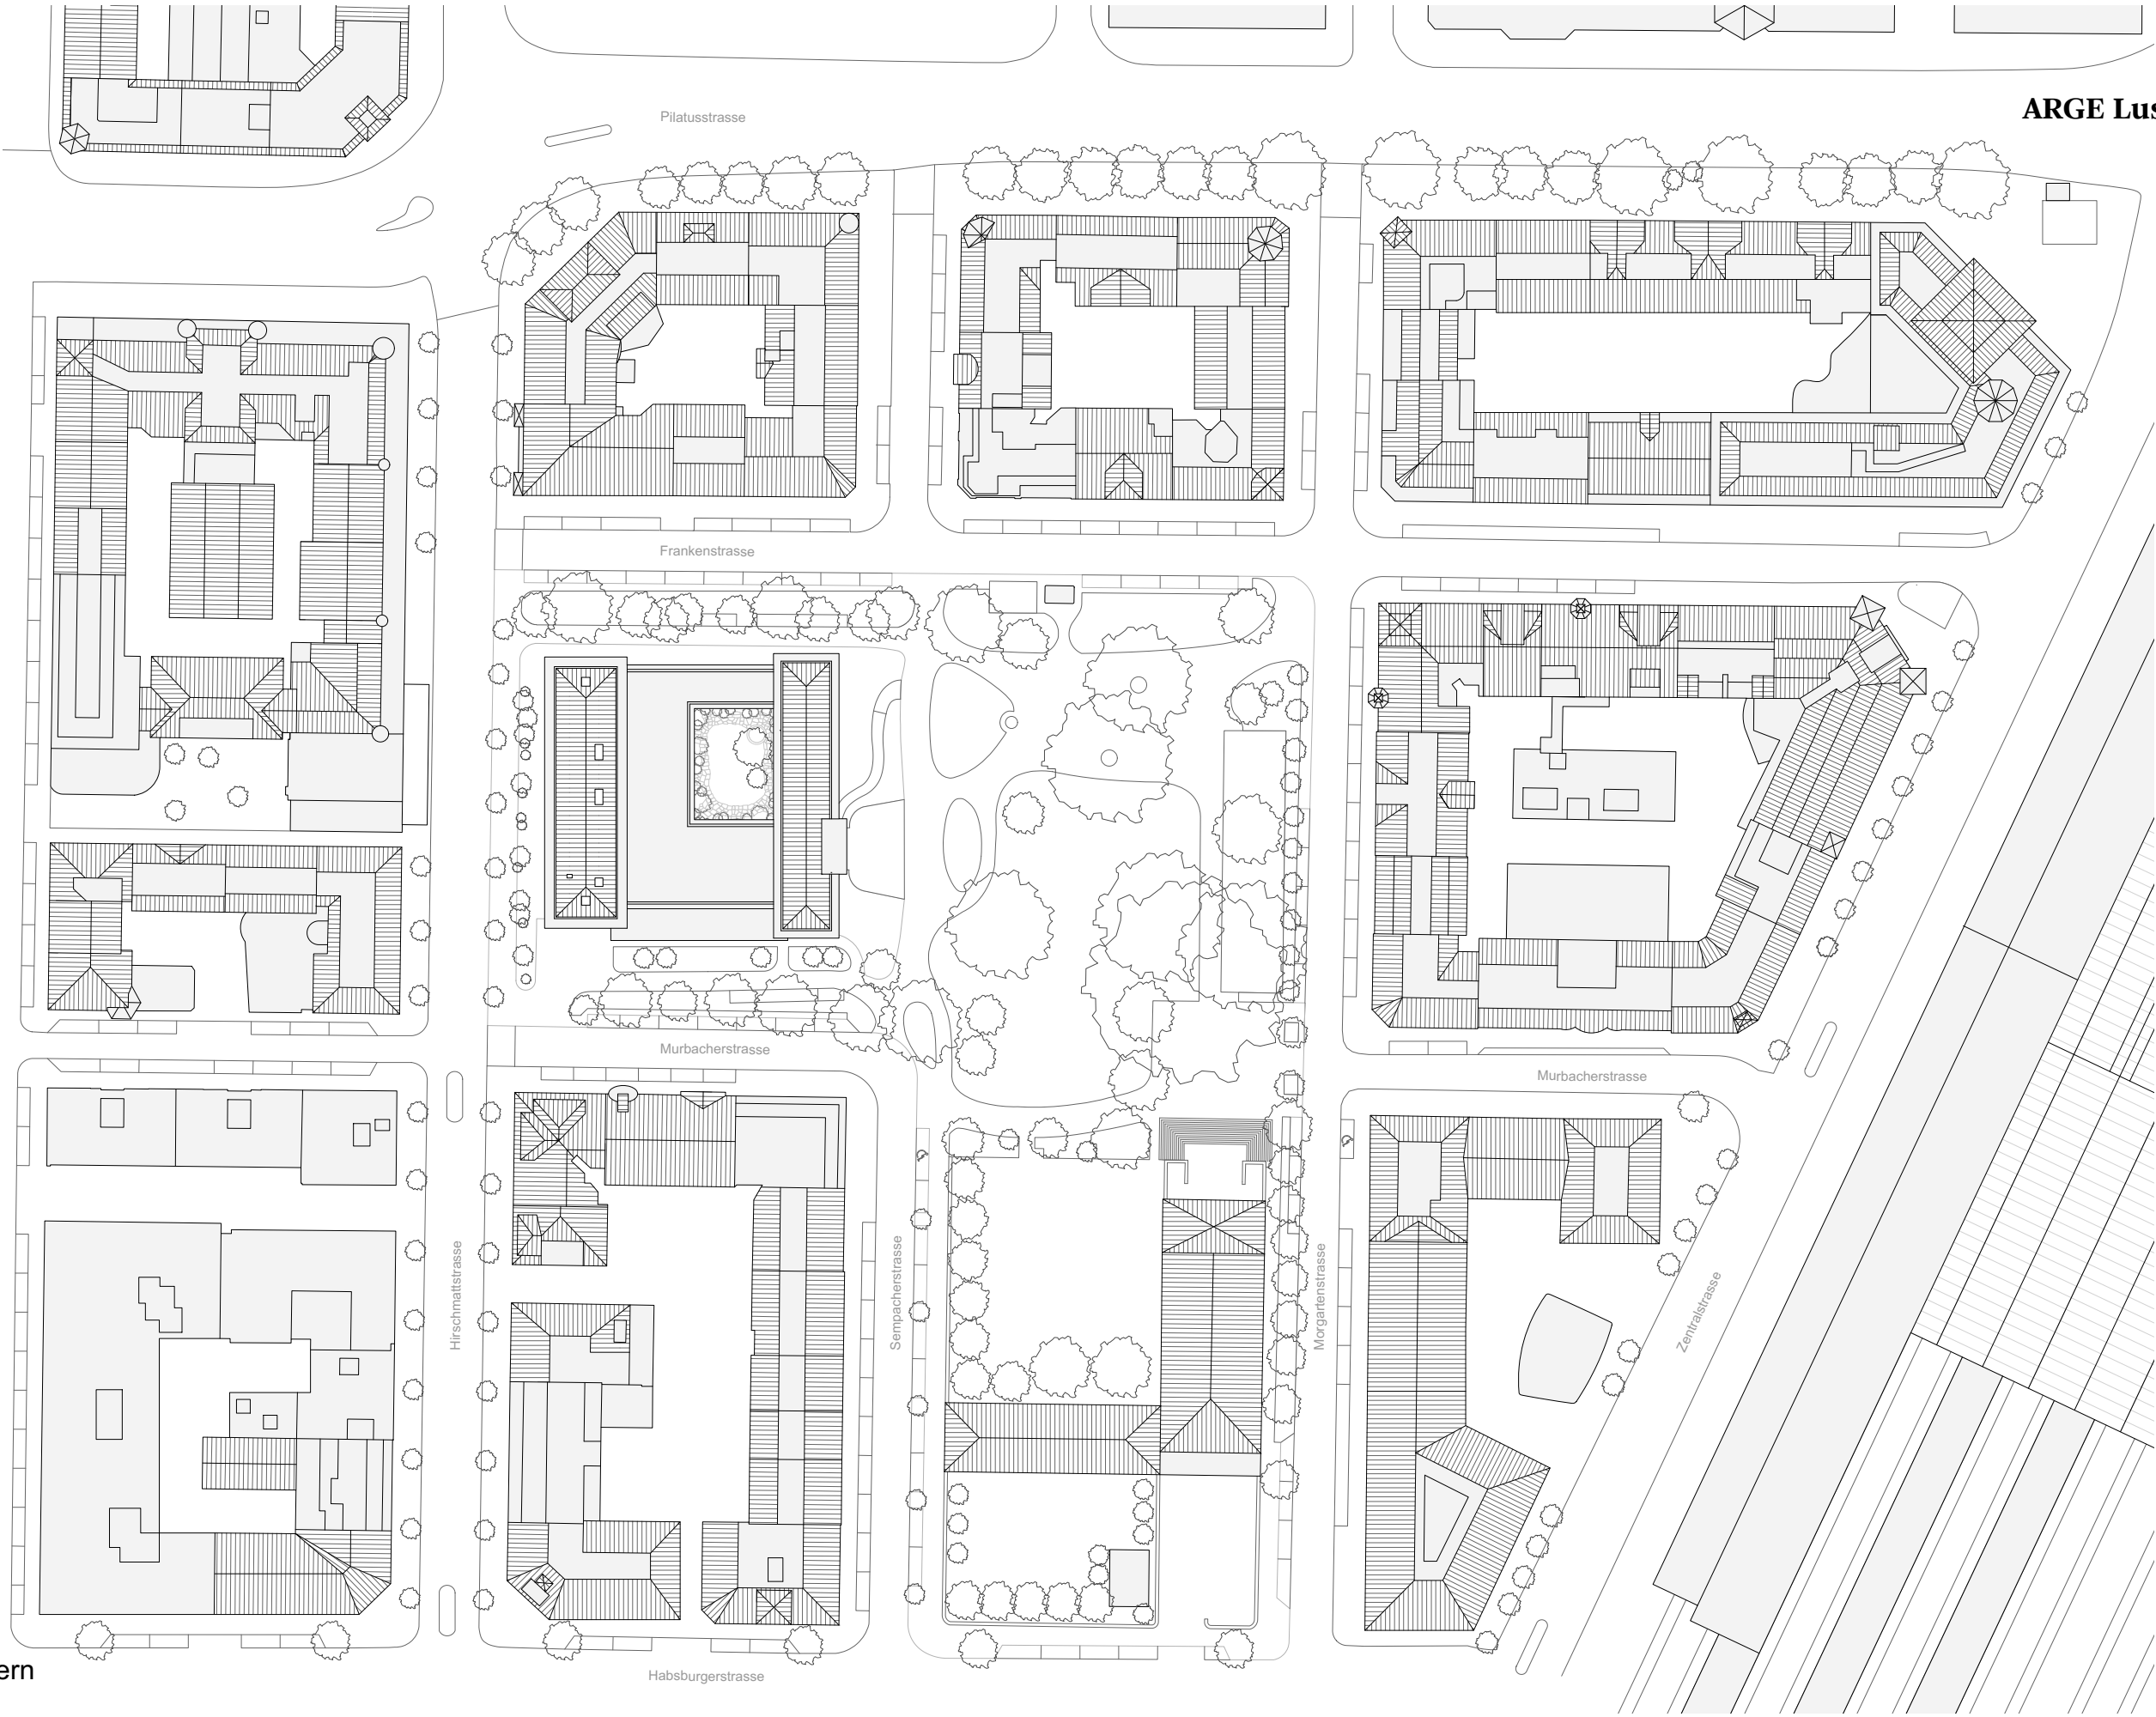 ARGE Lus
Pilatusstrasse
Frankenstrasse
Murbacherstrasse
Murbacherstrasse
Hirschmattstrasse
Sempacherstrasse
Morgartenstrasse
Zentralstrasse
ern
Habsburgerstrasse